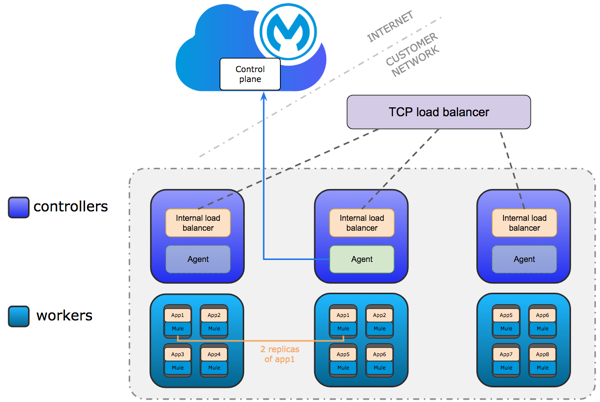 INTERNET
CUSTOMER
NETWORK
Control
plane
TCP load balancer
controllers
Internal load
balancer
Agent
Internal load
balancer
Agent
Internal load
balancer
Agent
workers
App1
Mule
App2
Mule
App3
Mule
App4
Mule
2 replicas
of app1
App1
Mule
App2
Mule
App5
Mule
App6
Mule
App5
Mule
App6
Mule
App7
Mule
App8
Mule